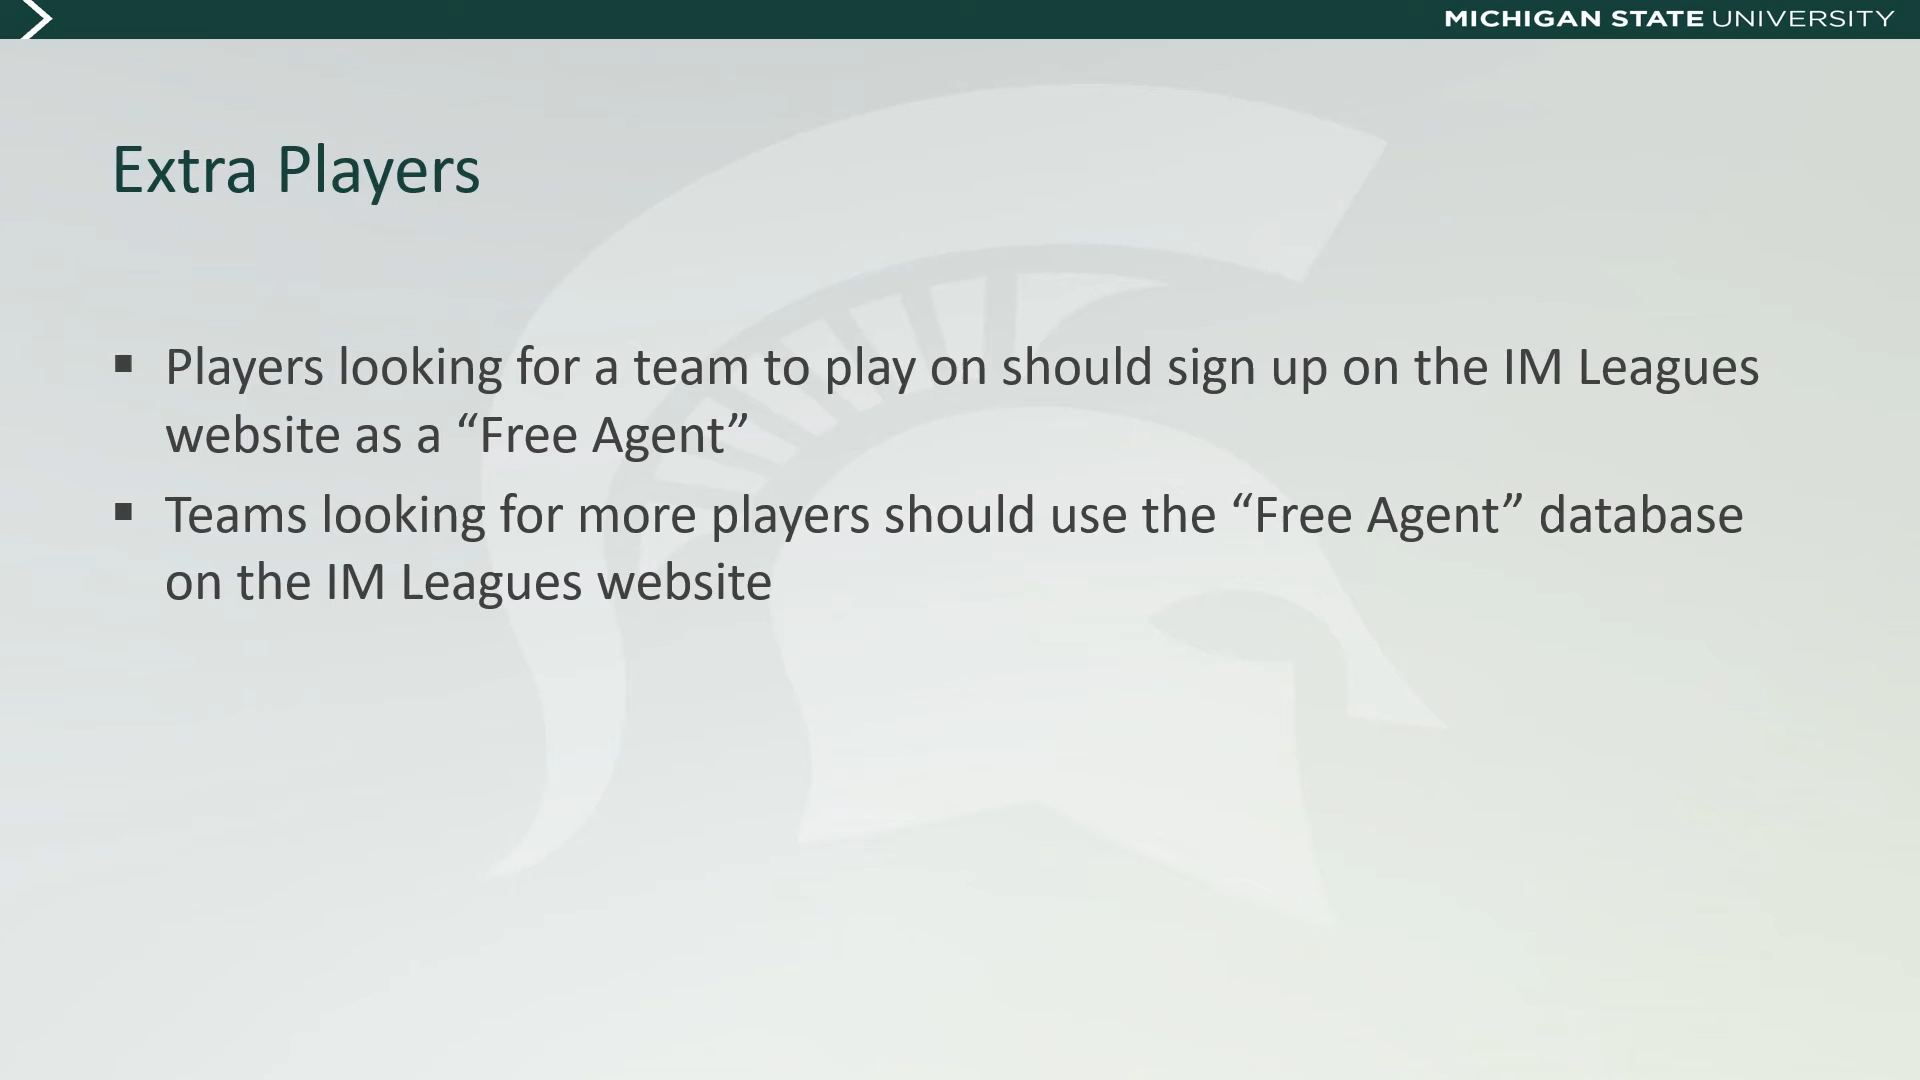 MICHIGAN STATE UNIVERSITY
Extra Players
▪ Players looking for a team to play on should sign up on the IM Leagues
website as a “Free Agent”
▪ Teams looking for more players should use the “Free Agent” database
on the IM Leagues website